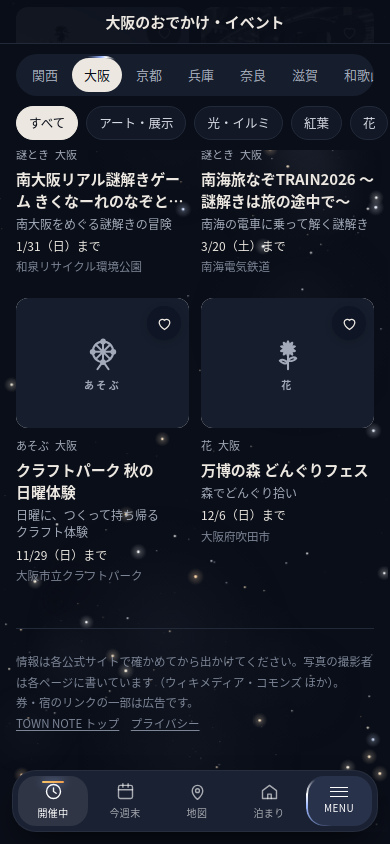 大阪のおでかけ・イベント
関西 大阪 京都 兵庫 奈良 滋賀 和歌
すべて アート・展示 光・イルミ 紅葉 花
謎とき 大阪
南大阪リアル謎解きゲー
ム きくなーれのなぞと…
南大阪をめぐる謎解きの冒険
1/31（日）まで
和泉リサイクル環境公園
謎とき 大阪
南海旅なぞTRAIN2026 〜
謎解きは旅の途中で〜
南海の電車に乗って解く謎解き
3/20（土）まで
南海電気鉄道
あそぶ
あそぶ 大阪
クラフトパーク 秋の
日曜体験
日曜に、つくって持ち帰る
クラフト体験
11/29（日）まで
大阪市立クラフトパーク
花
花 大阪
万博の森 どんぐりフェス
森でどんぐり拾い
12/6（日）まで
大阪府吹田市
情報は各公式サイトで確かめてから出かけてください。写真の撮影者
は各ページに書いています（ウィキメディア・コモンズ ほか）。
券・宿のリンクの一部は広告です。
TOWN NOTE トップ プライバシー
開催中 今週末 地図 泊まり MENU